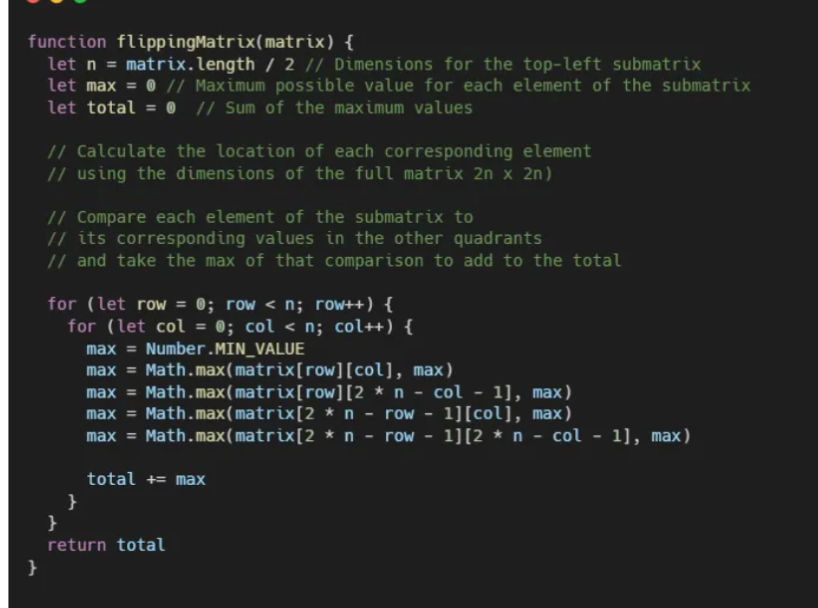 function flippingMatrix(matrix) {
  let n = matrix.length / 2 // Dimensions for the top-left submatrix
  let max = 0 // Maximum possible value for each element of the submatrix
  let total = 0  // Sum of the maximum values

  // Calculate the location of each corresponding element
  // using the dimensions of the full matrix 2n x 2n)

  // Compare each element of the submatrix to
  // its corresponding values in the other quadrants
  // and take the max of that comparison to add to the total

  for (let row = 0; row < n; row++) {
    for (let col = 0; col < n; col++) {
      max = Number.MIN_VALUE
      max = Math.max(matrix[row][col], max)
      max = Math.max(matrix[row][2 * n - col - 1], max)
      max = Math.max(matrix[2 * n - row - 1][col], max)
      max = Math.max(matrix[2 * n - row - 1][2 * n - col - 1], max)

      total += max
    }
  }
  return total
}